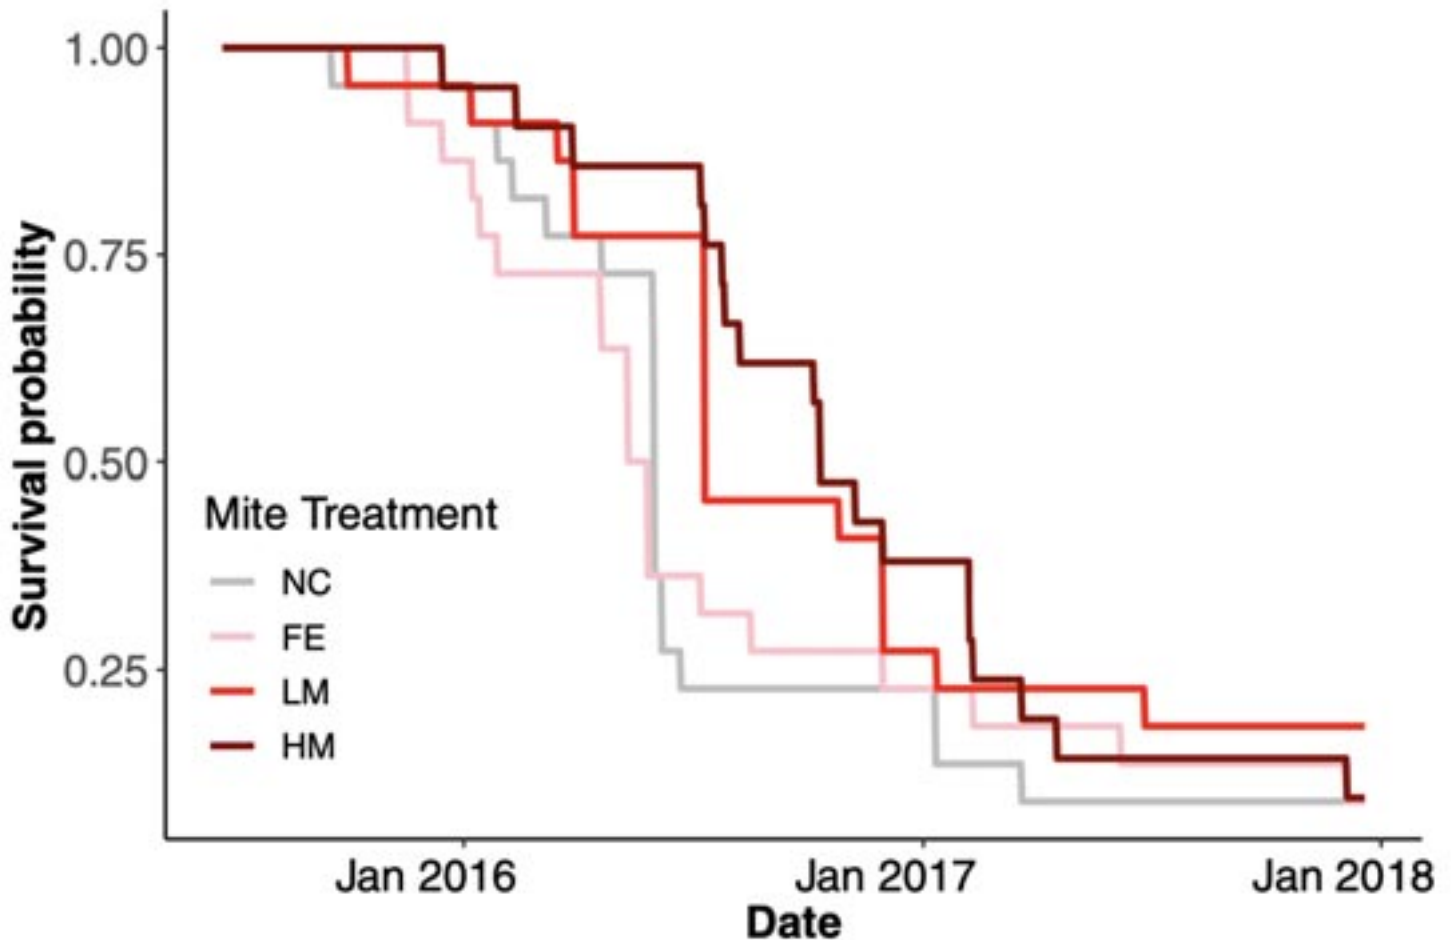 1.00
0.75
0.50
0.25
Survival probability
Mite Treatment
NC
FE
LM
HM
Jan 2016
Jan 2017
Jan 2018
Date